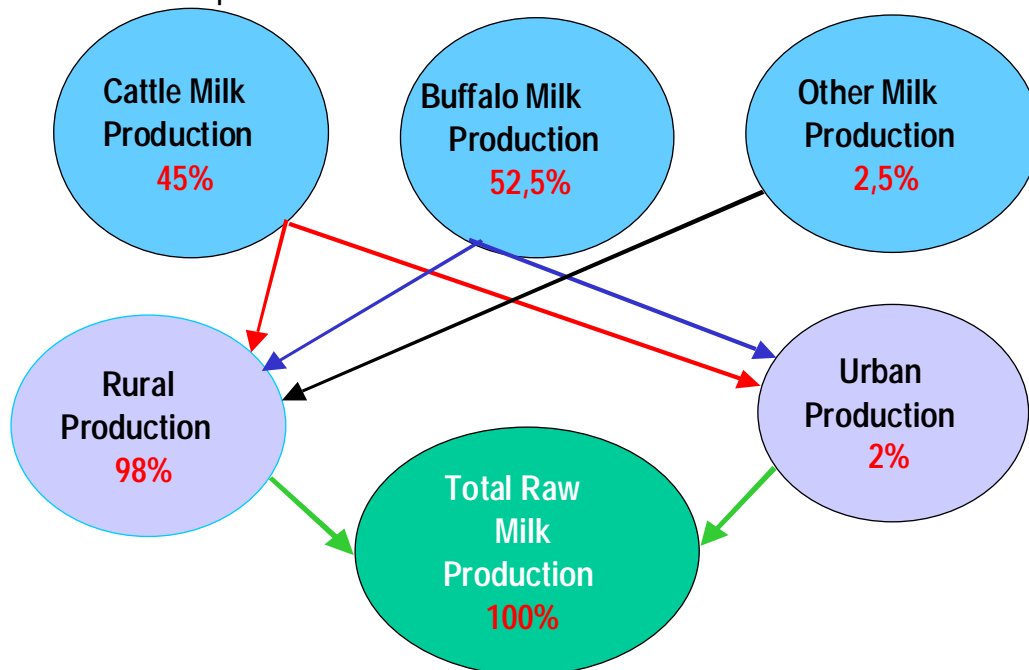 Cattle Milk
Production
45%
Buffalo Milk
Production
52,5%
Other Milk
Production
2,5%
Rural
Production
98%
Urban
Production
2%
Total Raw
Milk
Production
100%